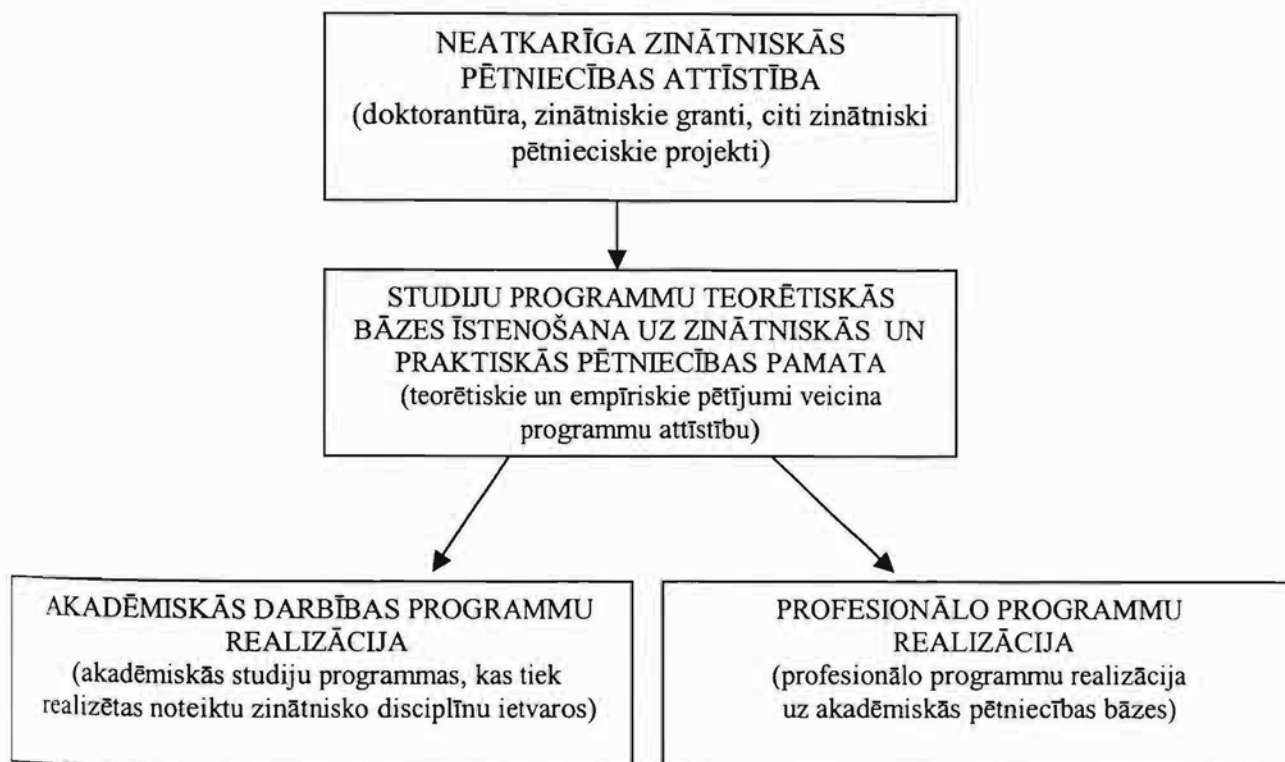 NEATKARĪGA ZINĀTNISKĀS
PĒTNIECĪBAS ATTĪSTĪBA
(doktorantūra, zinātniskie granti, citi zinātniski
pētnieciskie projekti)
STUDIJU PROGRAMMU TEORĒTISKĀS
BĀZES ĪSTENOŠANA UZ ZINĀTNISKĀS UN
PRAKTISKĀS PĒTNIECĪBAS PAMATA
(teorētiskie un empīriskie pētījumi veicina
programmu attīstību)
AKADĒMISKĀS DARBĪBAS PROGRAMMU
REALIZĀCIJA
(akadēmiskās studiju programmas, kas tiek
realizētas noteiktu zinātnisko disciplīnu ietvaros)
PROFESIONĀLO PROGRAMMU
REALIZĀCIJA
(profesionālo programmu realizācija
uz akadēmiskās pētniecības bāzes)